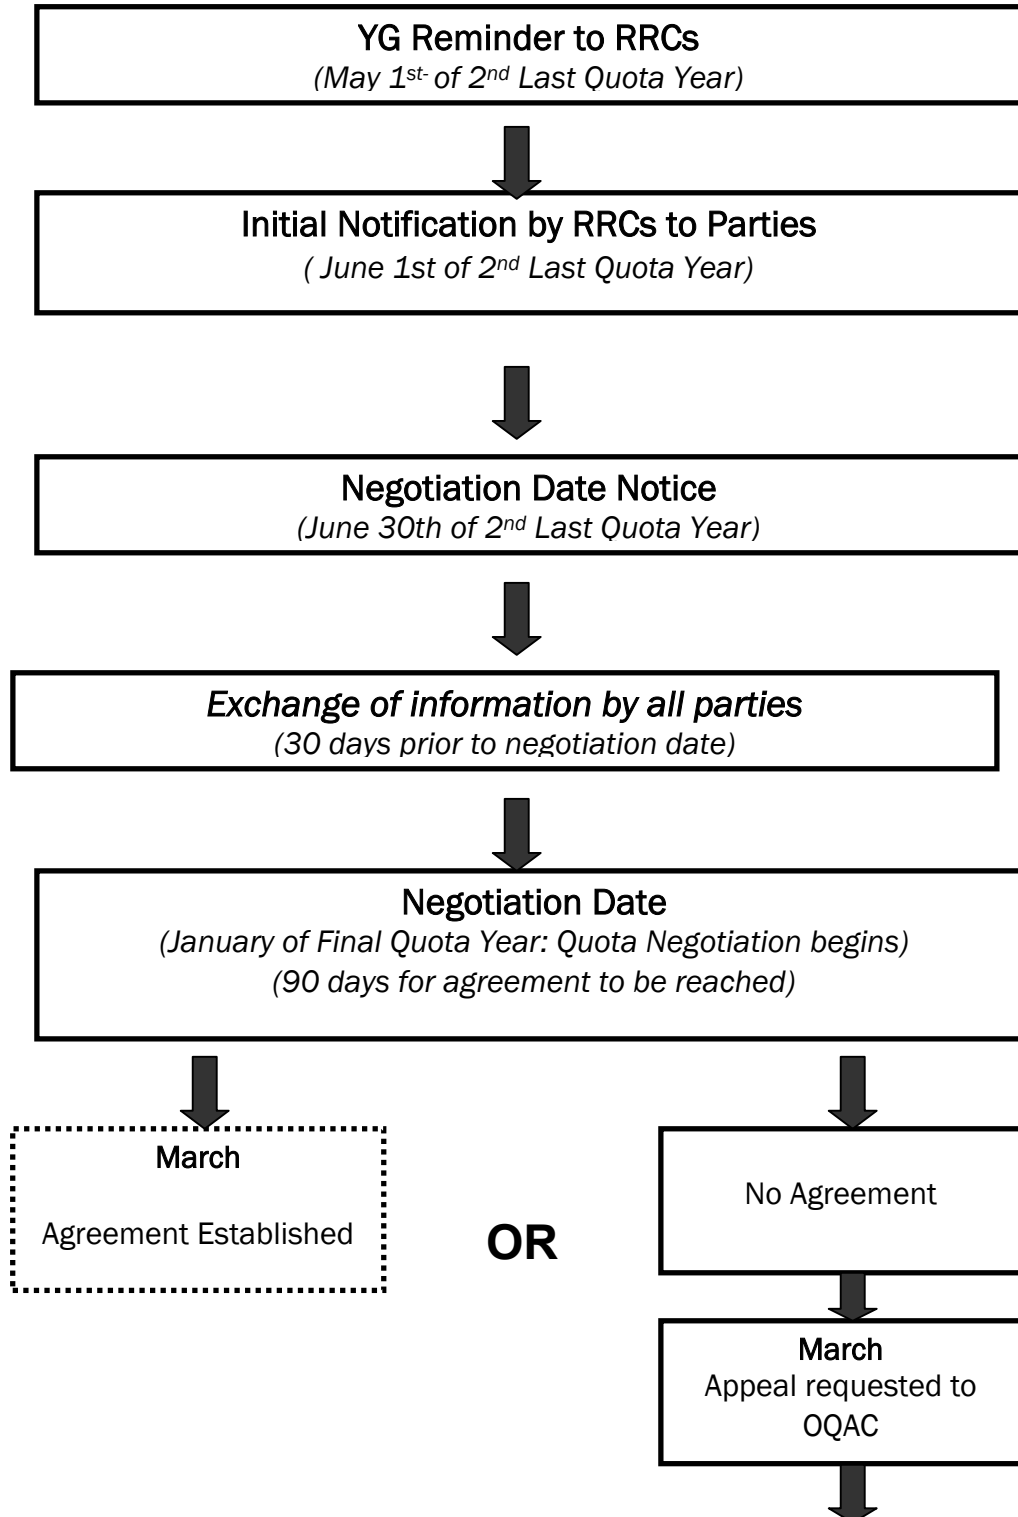 YG Reminder to RRCs
(May 1st- of 2nd Last Quota Year)
Initial Notification by RRCs to Parties
( June 1st of 2nd Last Quota Year)
Negotiation Date Notice
(June 30th of 2nd Last Quota Year)
Exchange of information by all parties
(30 days prior to negotiation date)
Negotiation Date
(January of Final Quota Year: Quota Negotiation begins)
(90 days for agreement to be reached)
March
Agreement Established
OR
No Agreement
March
Appeal requested to
OQAC